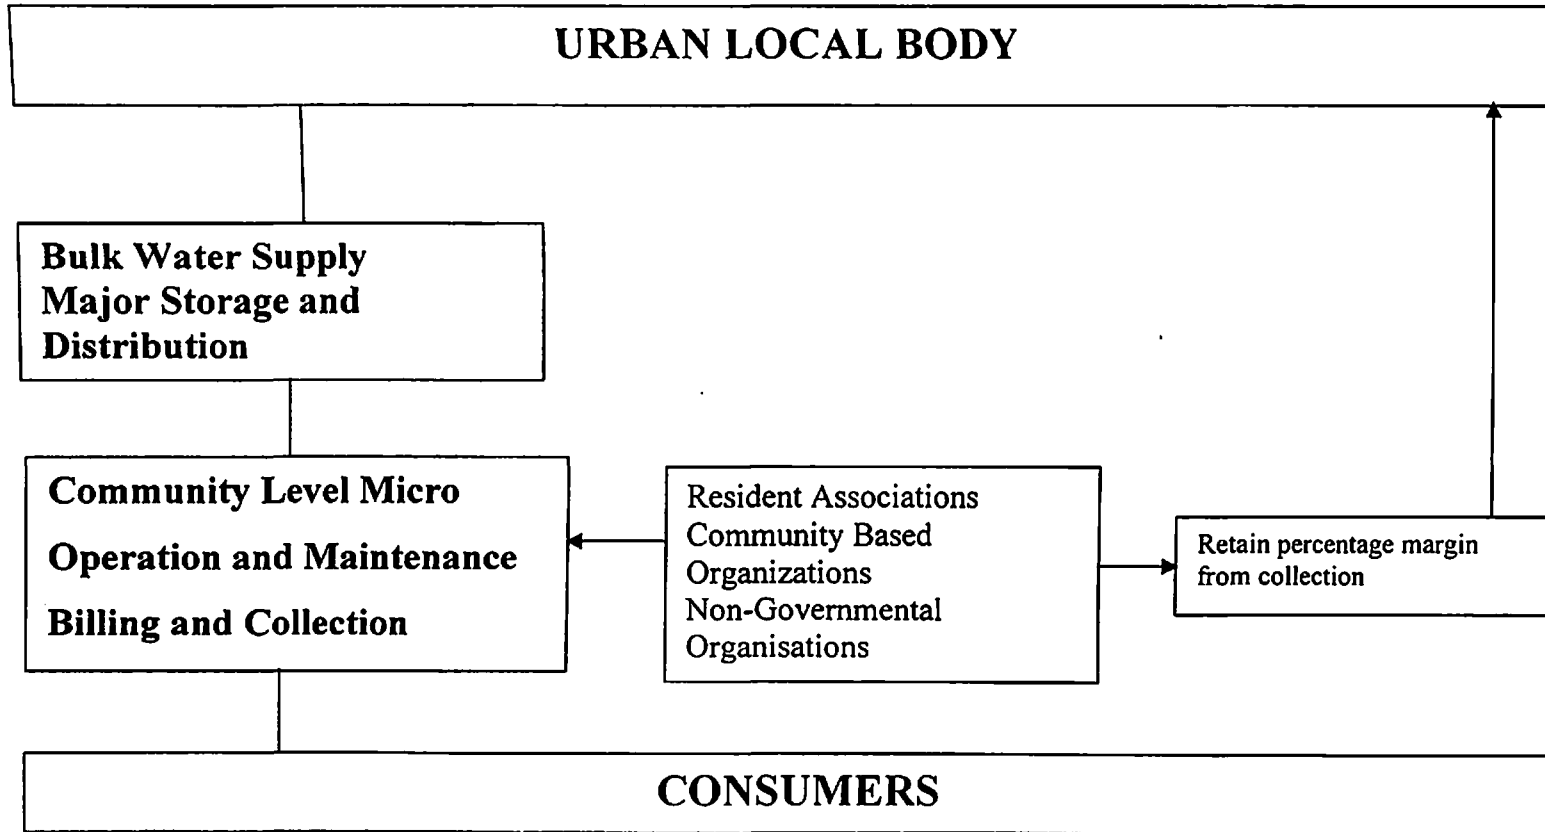 URBAN LOCAL BODY
Bulk Water Supply
Major Storage and
Distribution
Community Level Micro
Operation and Maintenance
Billing and Collection
Resident Associations
Community Based
Organizations
Non-Governmental
Organisations
Retain percentage margin
from collection
CONSUMERS